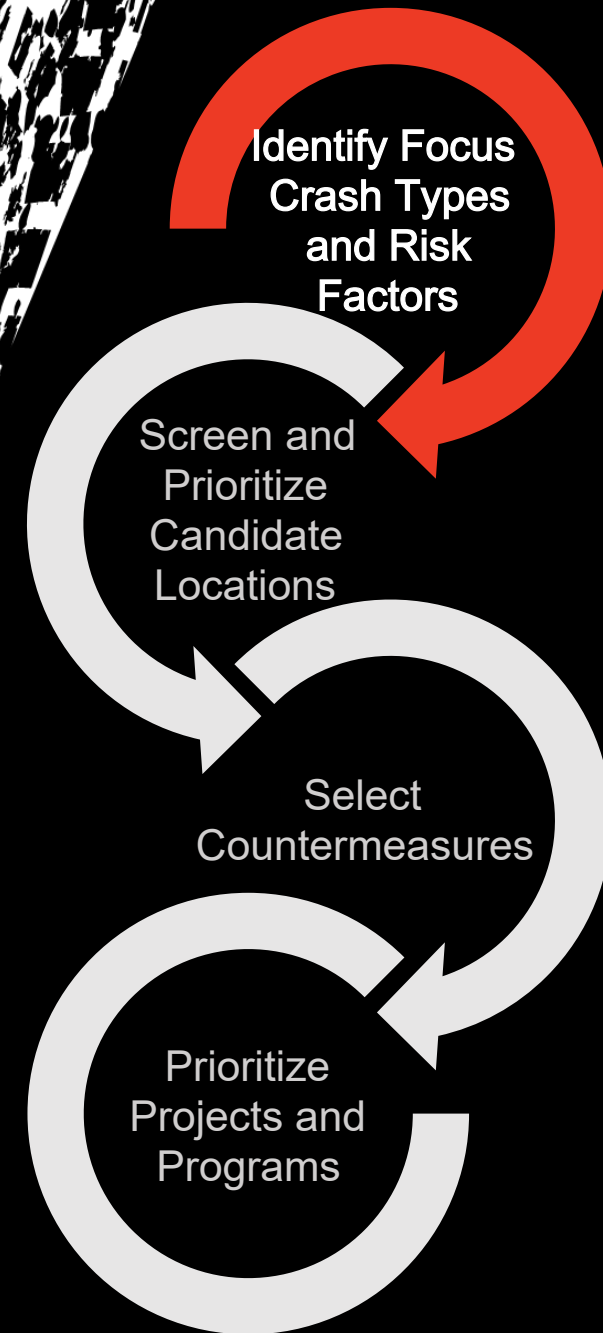 Identify Focus
Crash Types
and Risk
Factors
Screen and
Prioritize
Candidate
Locations
Select
Countermeasures
Prioritize
Projects and
Programs